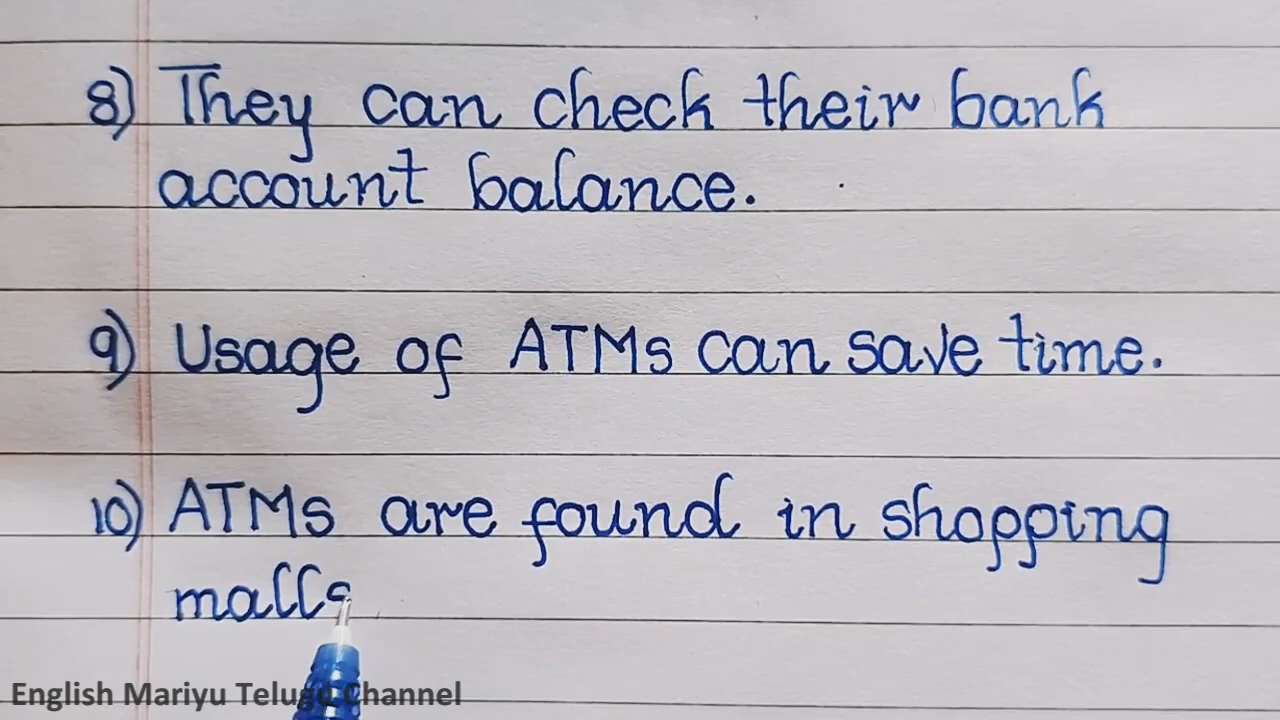 8) They can check their bank
account balance.
9) Usage of ATMs can save time.
10) ATMs are found in shopping
malls
English Mariyu Telugu Channel